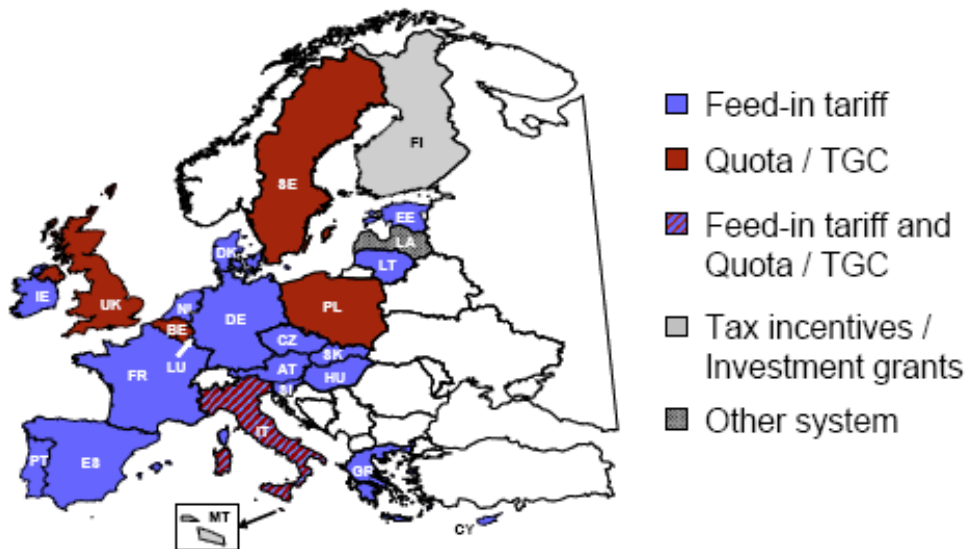 Feed-in tariff
Quota / TGC
Feed-in tariff and
Quota / TGC
Tax incentives /
Investment grants
Other system
FI
SE
EE
LA
LT
DK
IE
UK
NL
BE
LU
DE
PL
CZ
SK
AT
HU
SI
FR
IT
PT
ES
GR
MT
CY